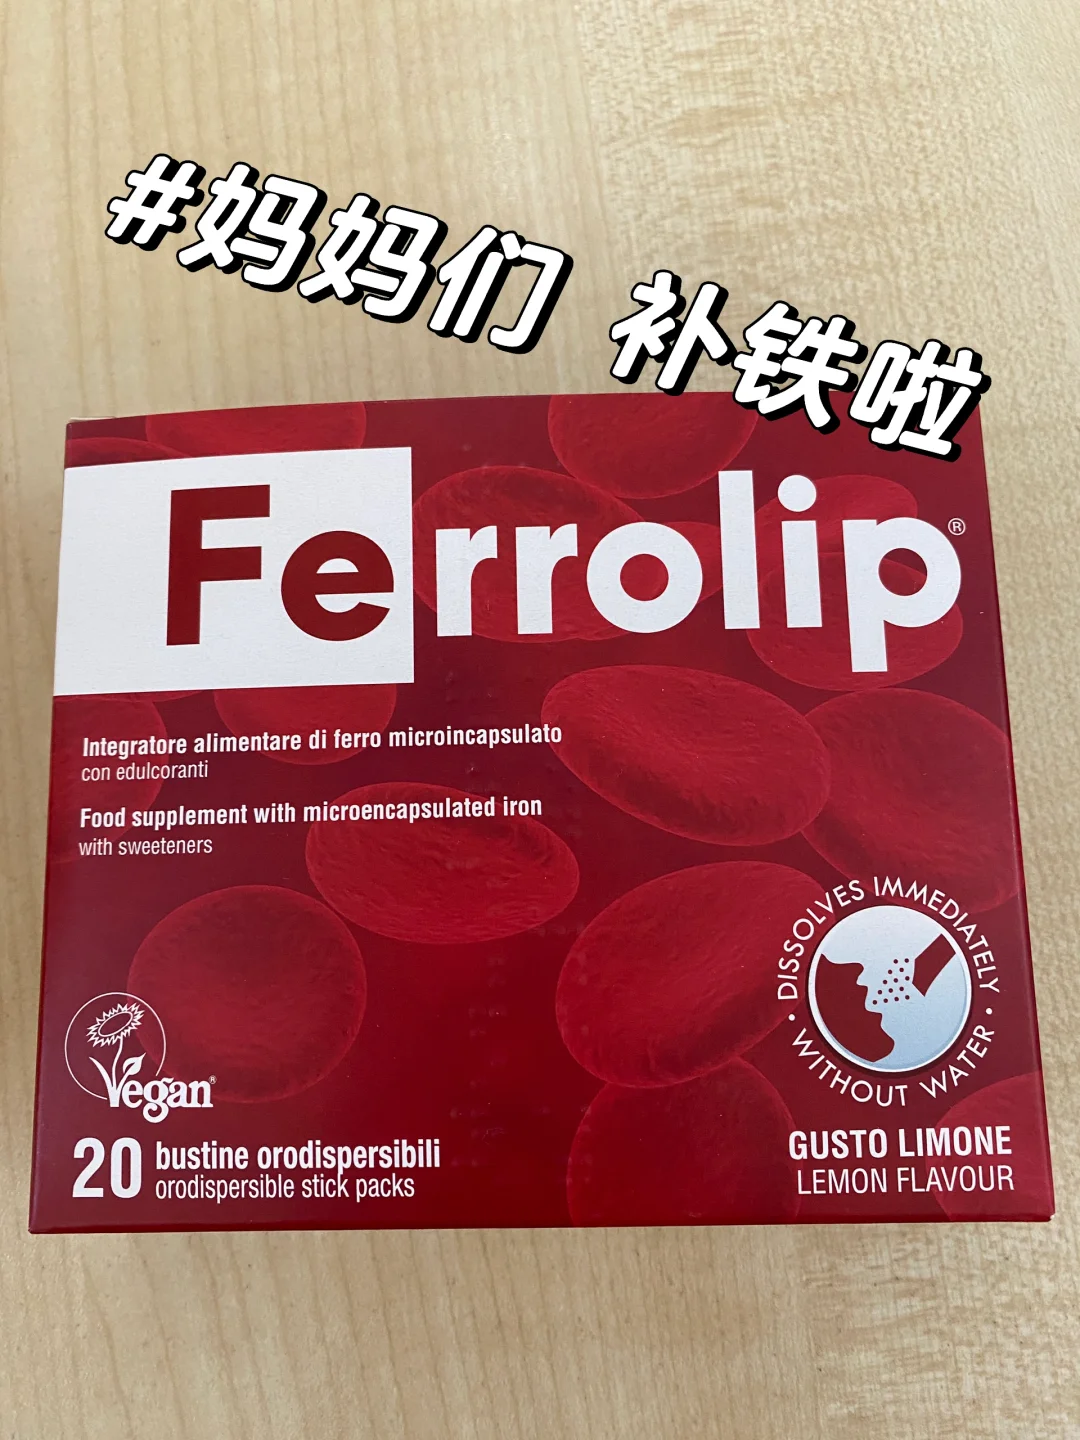 #妈妈们 补铁啦
Ferrolip®
Integratore alimentare di ferro microincapsulato
con edulcoranti
Food supplement with microencapsulated iron
with sweeteners
DISSOLVES IMMEDIATELY • WITHOUT WATER •
Vegan®
20 bustine orodispersibili
orodispersible stick packs
GUSTO LIMONE
LEMON FLAVOUR